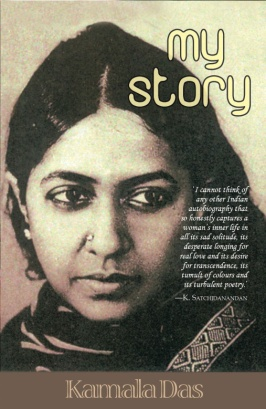 my
story
'I cannot think of
any other Indian
autobiography that
so honestly captures a
woman's inner life in
all its sad solitude, its
desperate longing for
real love and its desire
for transcendence, its
tumult of colours and
its turbulent poetry.'
—K. SATCHIDANANDAN
Kamala Das